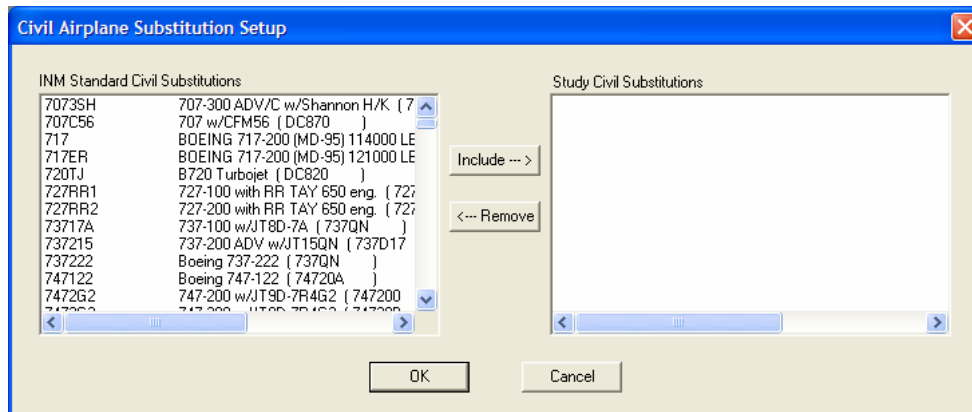 Civil Airplane Substitution Setup
INM Standard Civil Substitutions
Study Civil Substitutions
7073SH 707-300 ADV/C w/Shannon H/K ( 7
707C56 707 w/CFM56 ( DC870 )
717 BOEING 717-200 (MD-95) 114000 LE
717ER BOEING 717-200 (MD-95) 121000 LE
720TJ B720 Turbojet ( DC820 )
727RR1 727-100 with RR TAY 650 eng. ( 727
727RR2 727-200 with RR TAY 650 eng. ( 727
73717A 737-100 w/JT8D-7A ( 737QN )
737215 737-200 ADV w/JT15QN ( 737D17
737222 Boeing 737-222 ( 737QN )
747122 Boeing 747-122 ( 74720A )
7472G2 747-200 w/JT9D-7R4G2 ( 747200
Include --- >
<--- Remove
OK
Cancel